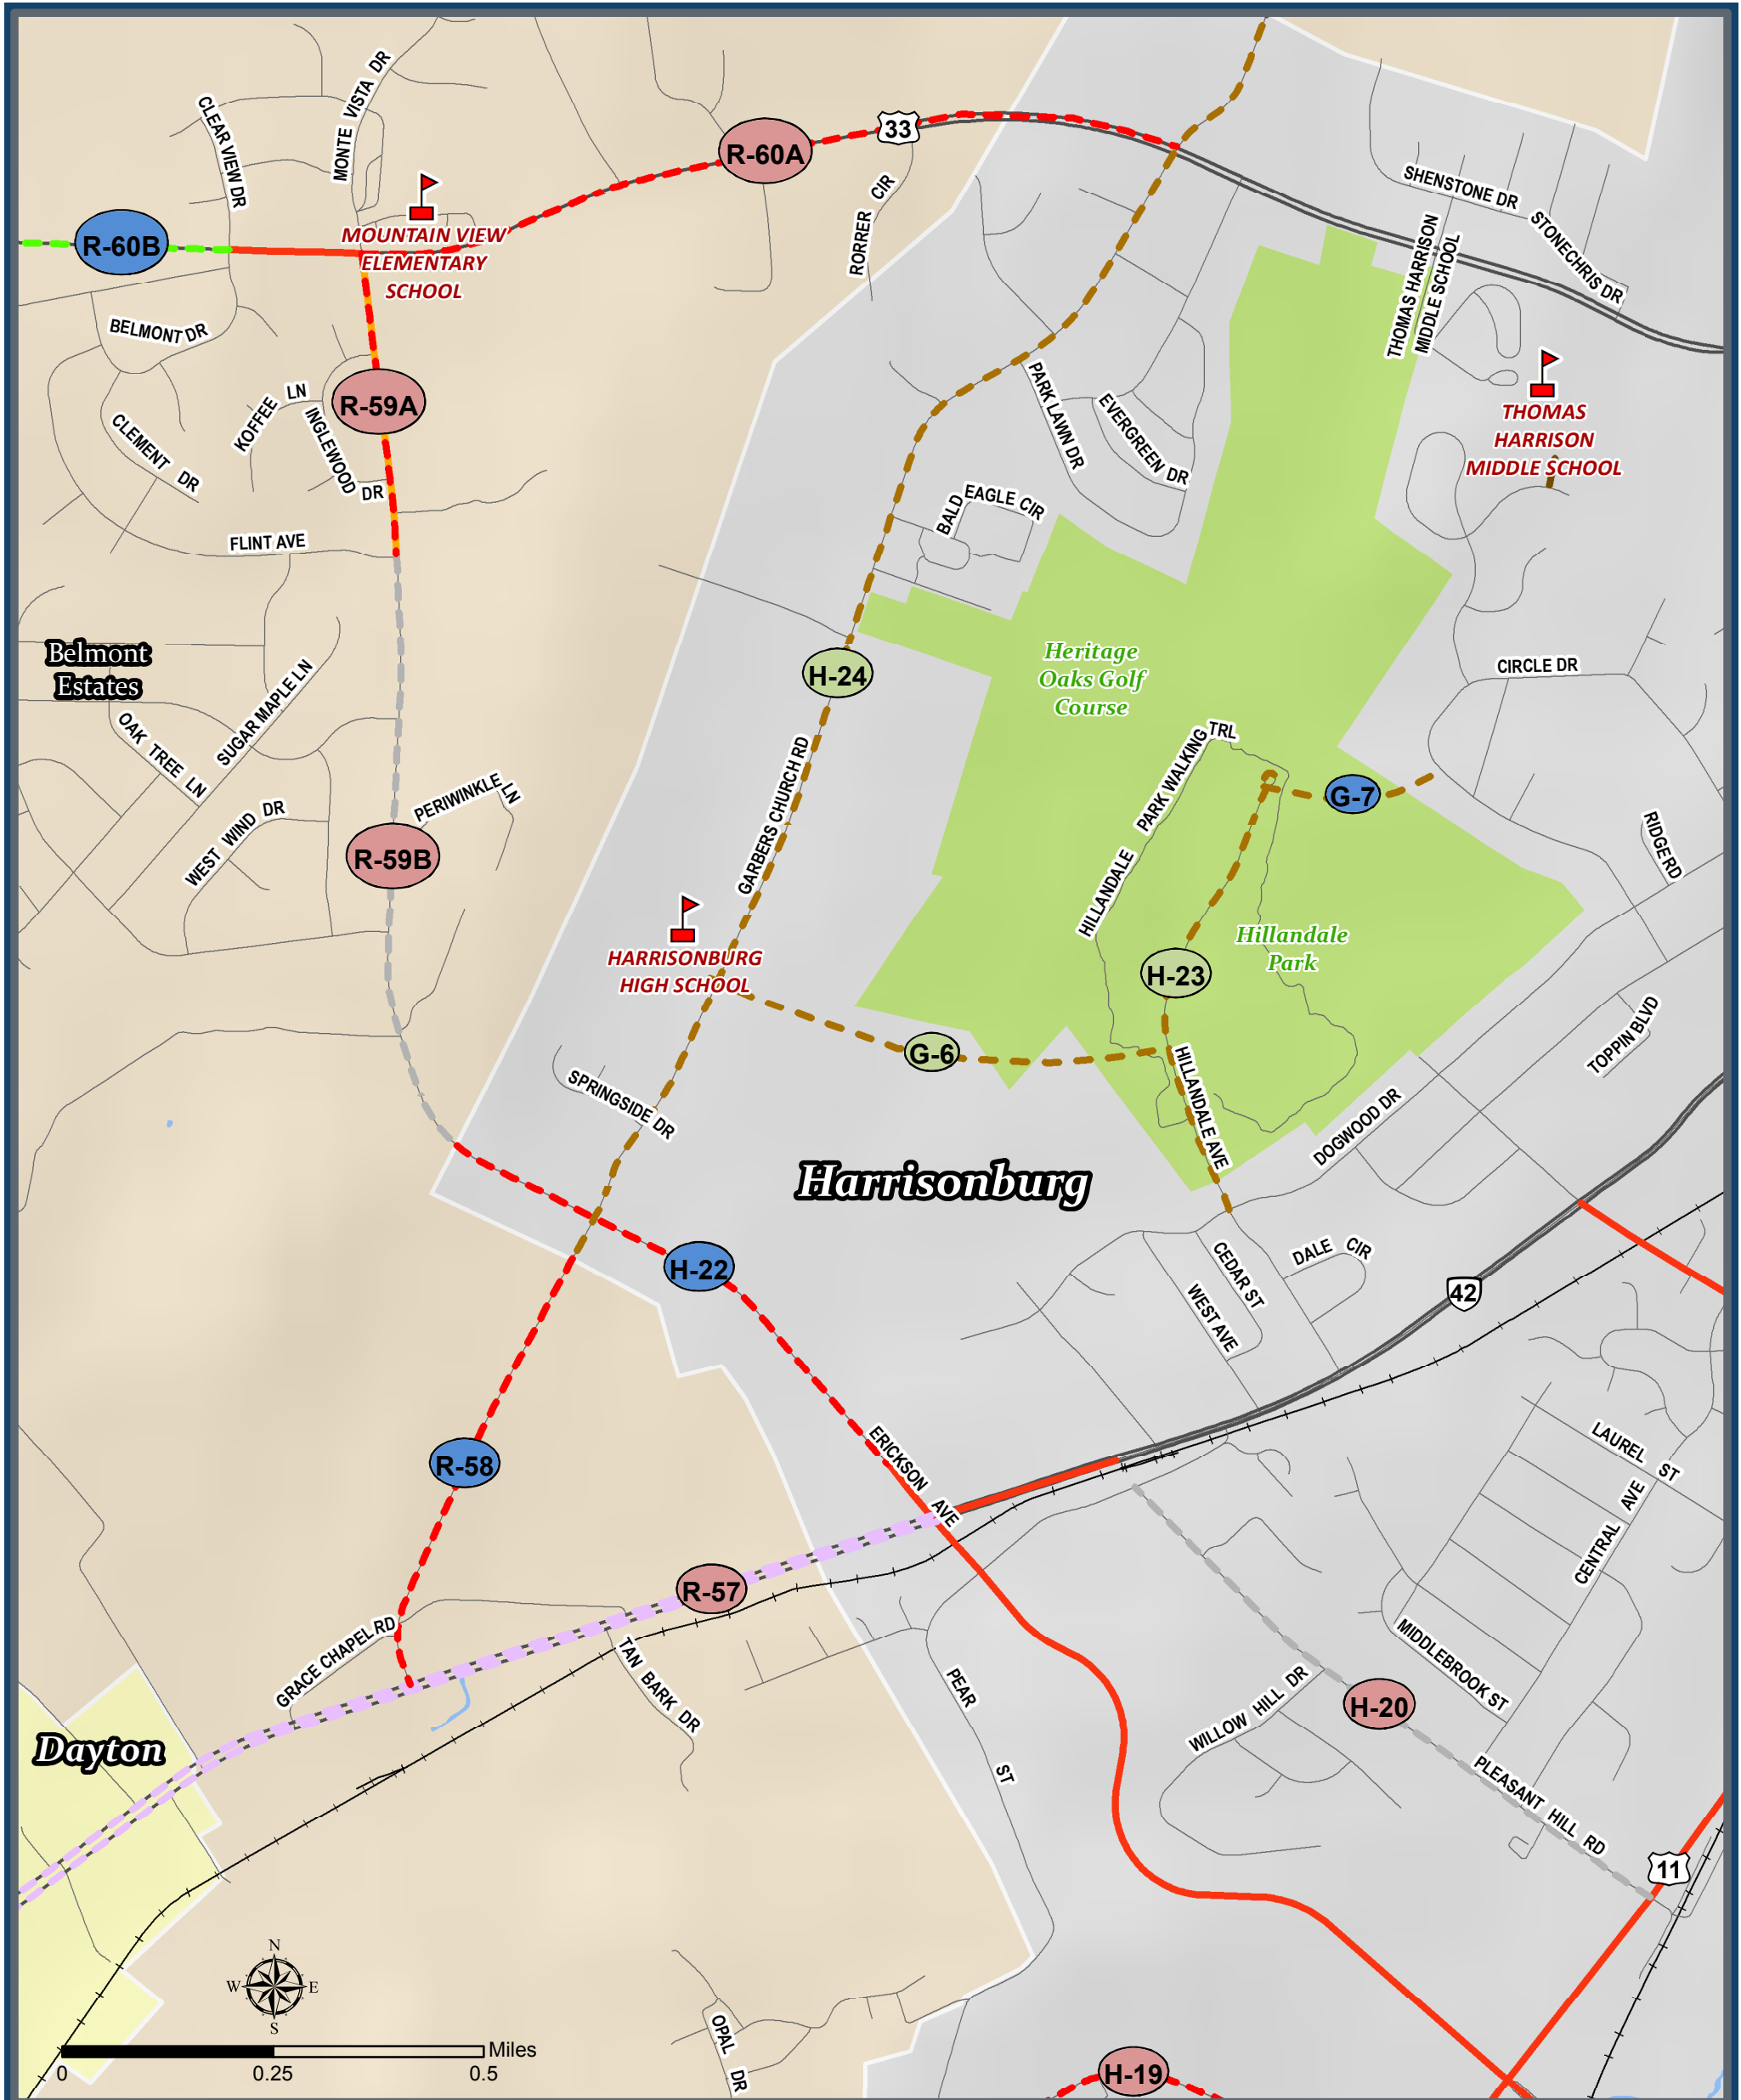 MONTE VISTA DR
CLEAR VIEW DR
R-60A
33
R-60B
RORRER CIR
SHENSTONE DR
STONECHRIS DR
THOMAS HARRISON
MIDDLE SCHOOL
MOUNTAIN VIEW
ELEMENTARY
SCHOOL
BELMONT DR
KOFFEE LN
R-59A
INGLEWOOD DR
CLEMENT DR
PARK LAWN DR
EVERGREEN DR
THOMAS
HARRISON
MIDDLE SCHOOL
BALD EAGLE CIR
FLINT AVE
Belmont
Estates
SUGAR MAPLE LN
OAK TREE LN
H-24
Heritage
Oaks Golf
Course
CIRCLE DR
GARBERS CHURCH RD
HILLANDALE PARK WALKING TRL
G-7
WEST WIND DR
PERIWINKLE LN
R-59B
RIDGE RD
HARRISONBURG
HIGH SCHOOL
Hillandale
Park
H-23
G-6
TOPPIN BLVD
SPRINGSIDE DR
HILLANDALE AVE
DOGWOOD DR
Harrisonburg
H-22
CEDAR ST
DALE CIR
WEST AVE
42
R-58
ERICKSON AVE
LAUREL ST
CENTRAL AVE
R-57
GRACE CHAPEL RD
TAN BARK DR
PEAR ST
MIDDLEBROOK ST
WILLOW HILL DR
H-20
Dayton
PLEASANT HILL RD
11
N
W E
S
OPAL DR
Miles
0 0.25 0.5
H-19